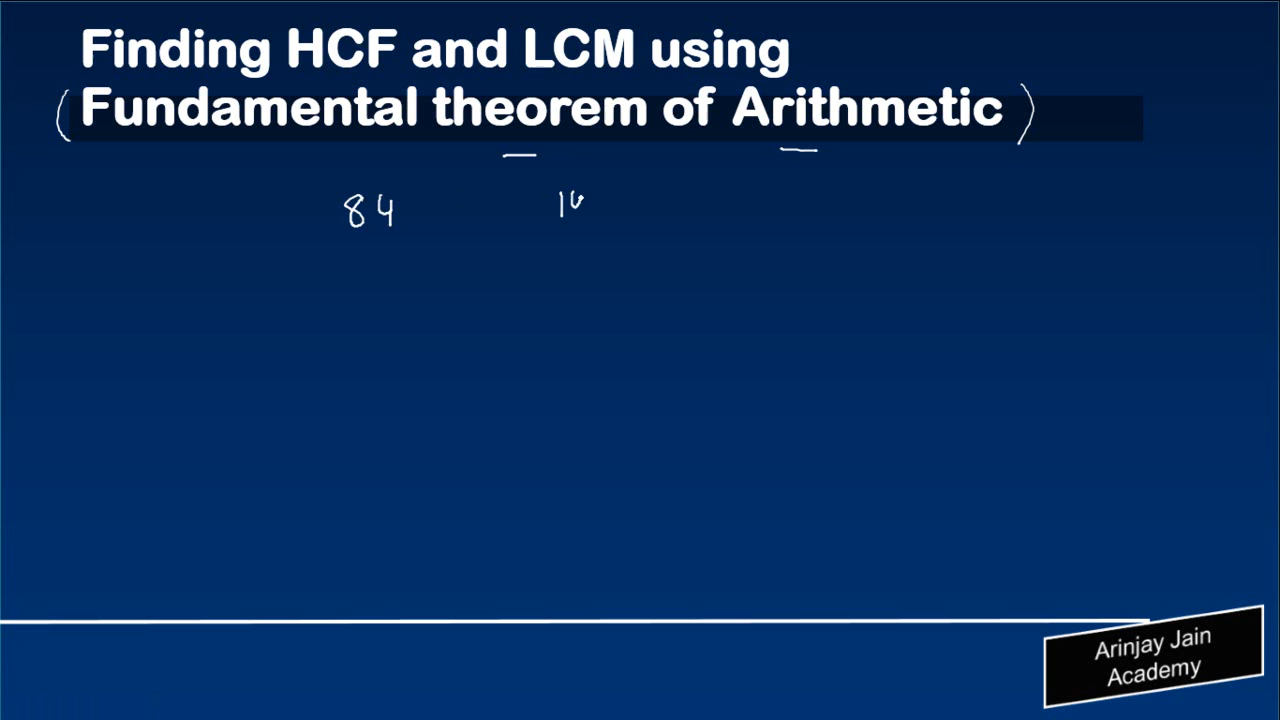 Finding HCF and LCM using
(Fundamental theorem of Arithmetic)
84
Arinjay Jain
Academy